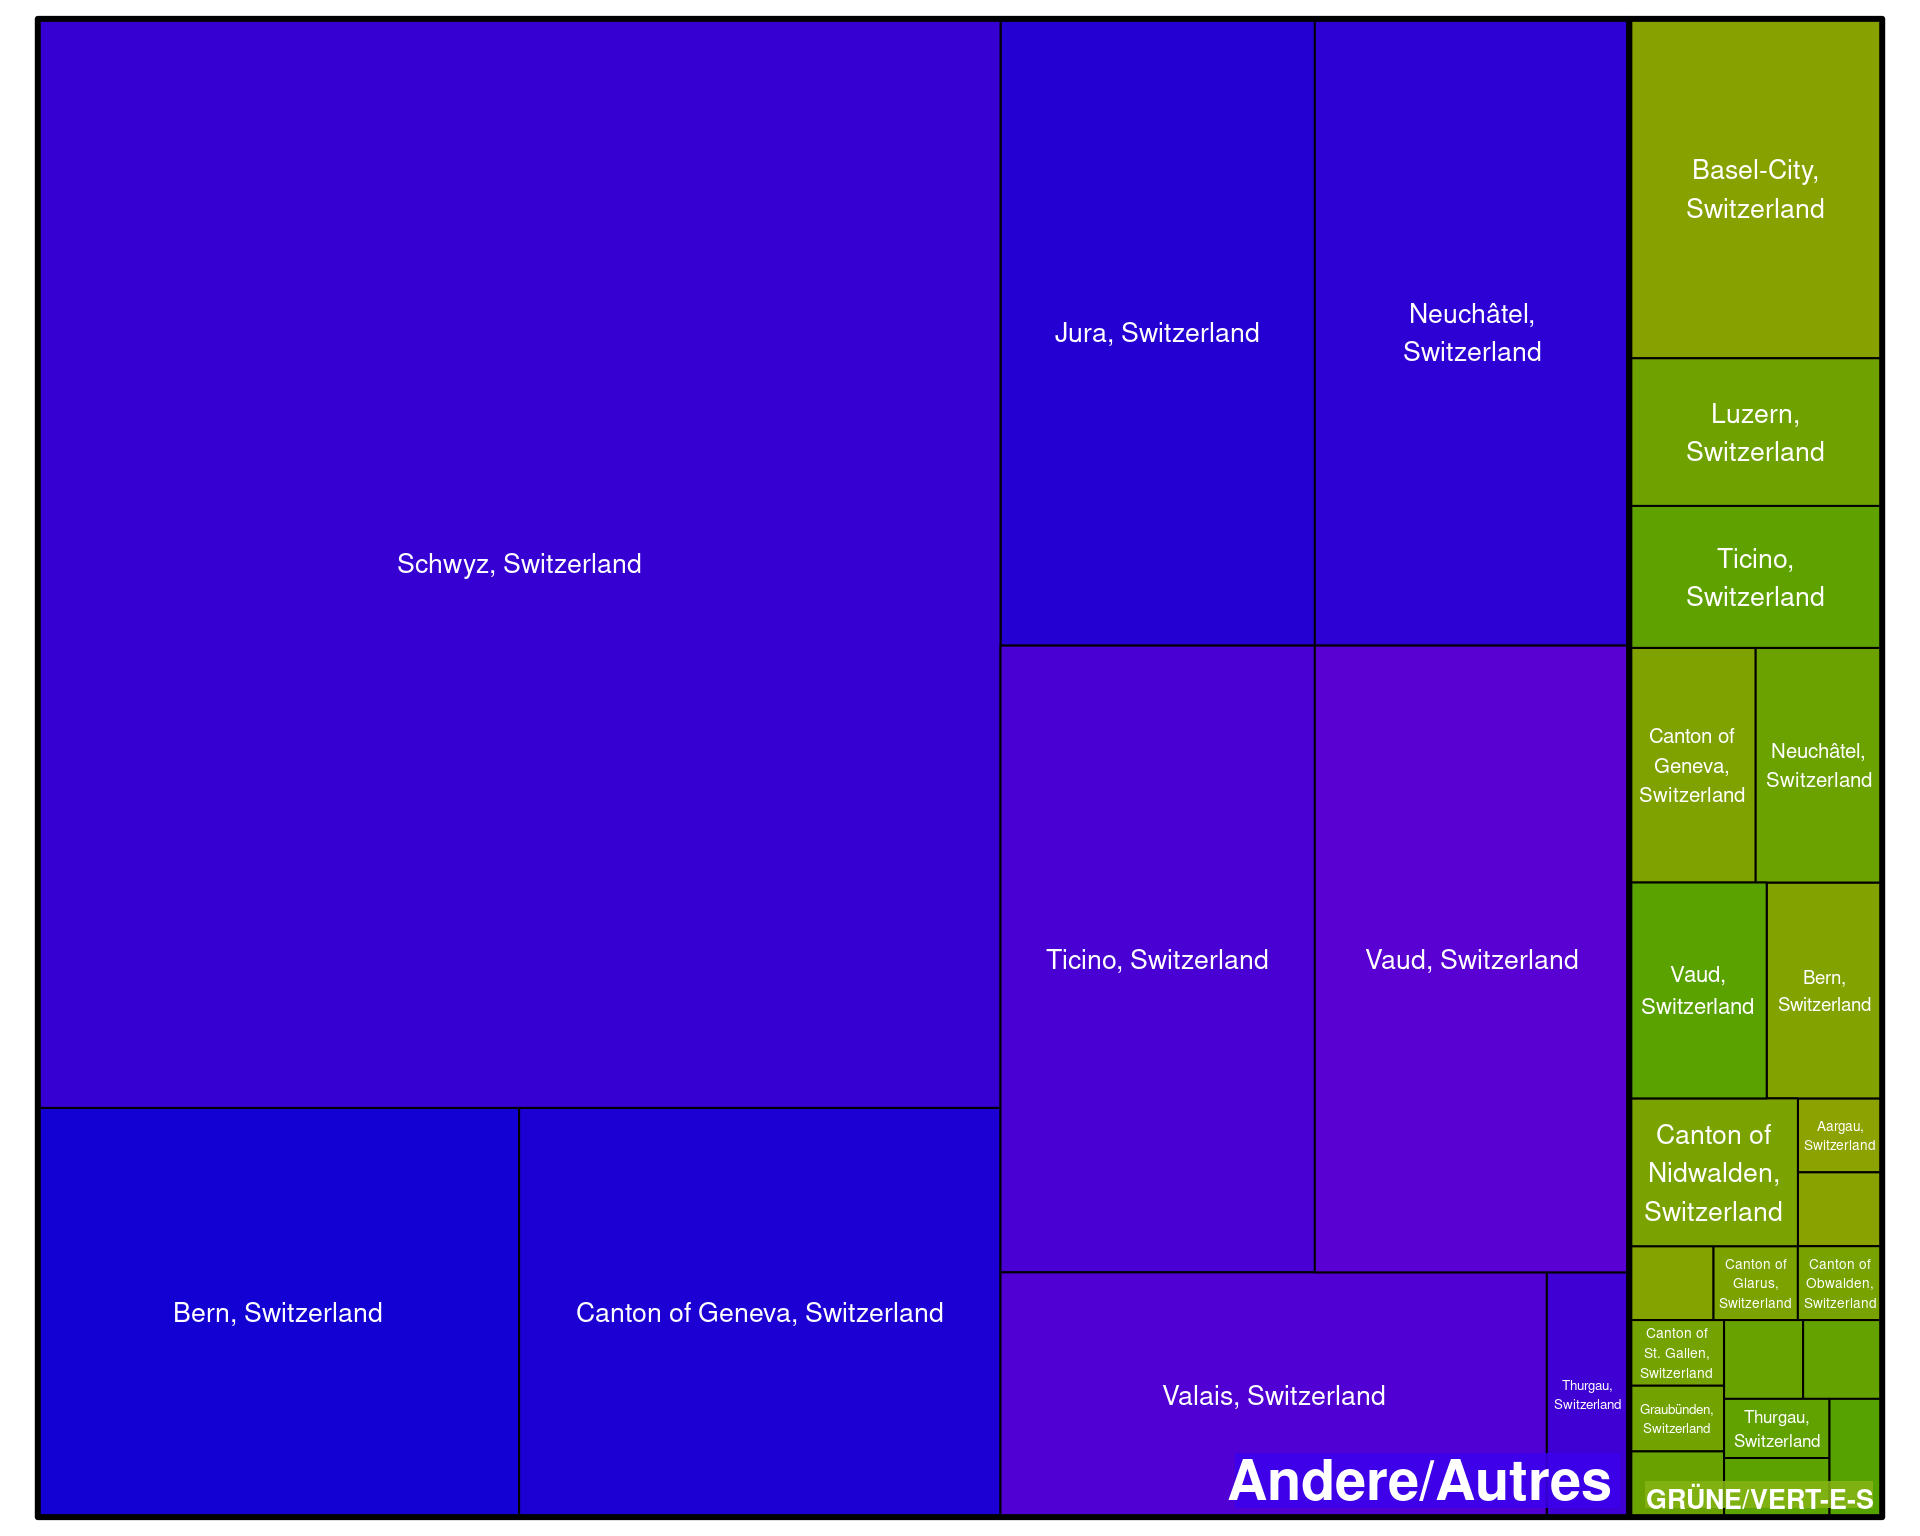 Schwyz, Switzerland
Bern, Switzerland
Canton of Geneva, Switzerland
Jura, Switzerland
Neuchâtel,
Switzerland
Ticino, Switzerland
Vaud, Switzerland
Valais, Switzerland
Thurgau,
Switzerland
Andere/Autres
Basel-City,
Switzerland
Luzern,
Switzerland
Ticino,
Switzerland
Canton of
Geneva,
Switzerland
Neuchâtel,
Switzerland
Vaud,
Switzerland
Bern,
Switzerland
Canton of
Nidwalden,
Switzerland
Aargau,
Switzerland
Canton of
Glarus,
Switzerland
Canton of
Obwalden,
Switzerland
Canton of
St. Gallen,
Switzerland
Graubünden,
Switzerland
Thurgau,
Switzerland
GRÜNE/VERT-E-S